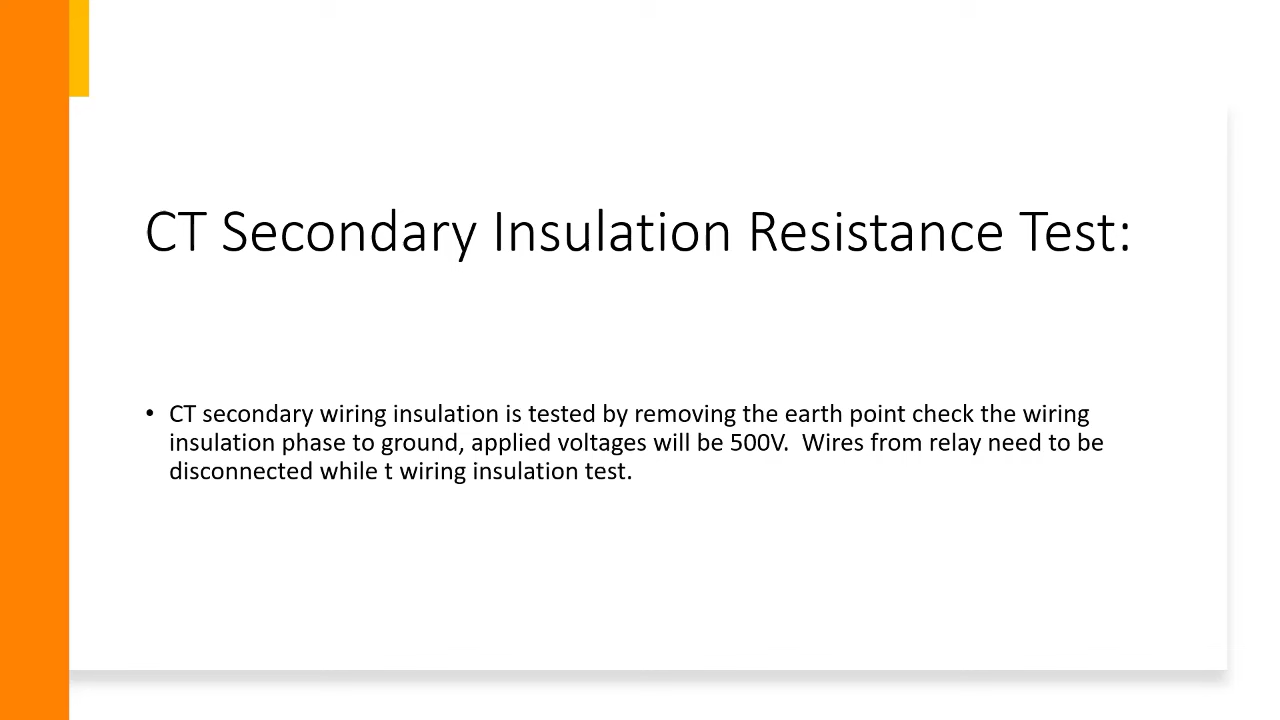 CT Secondary Insulation Resistance Test:
• CT secondary wiring insulation is tested by removing the earth point check the wiring
insulation phase to ground, applied voltages will be 500V.  Wires from relay need to be
disconnected while t wiring insulation test.